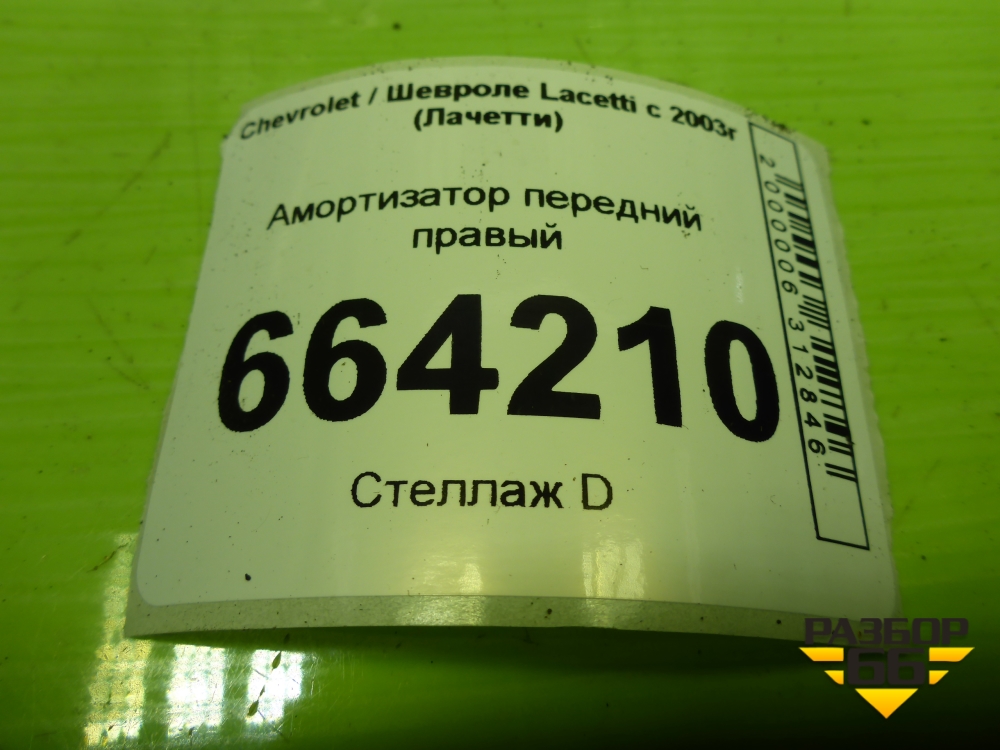 Chevrolet / Шевроле Lacetti с 2003г
(Лачетти)
Амортизатор передний
правый
664210
Стеллаж D
2000006312846
РАЗБОР
66